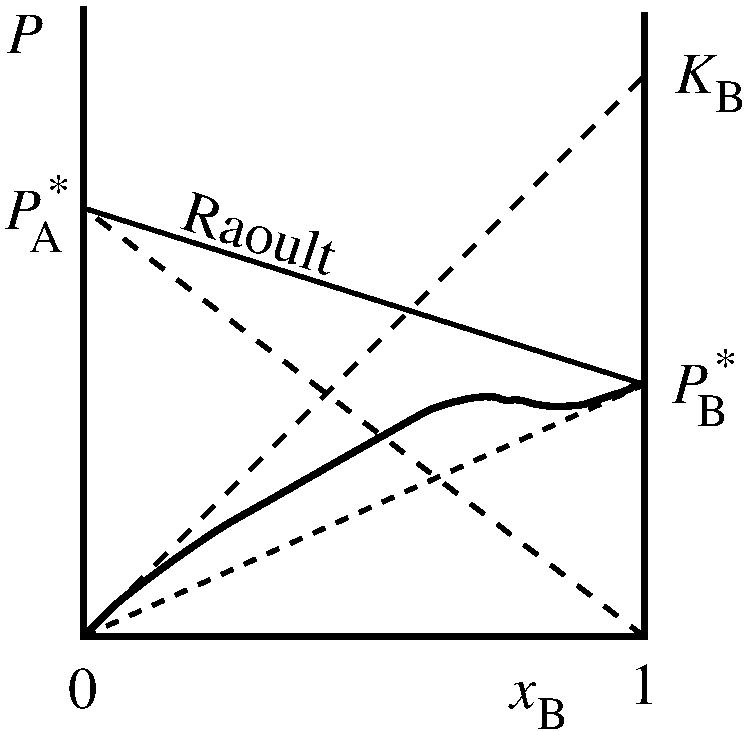 P
K_B
P_A^*
Raoult
P_B^*
0
x_B
1